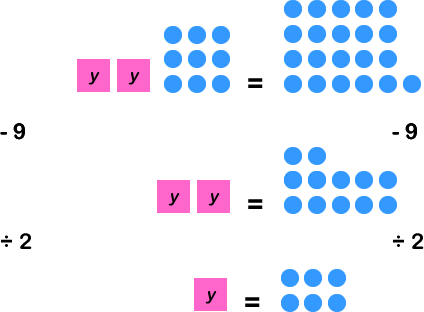 y y =
- 9 - 9
y y =
÷ 2 ÷ 2
y =